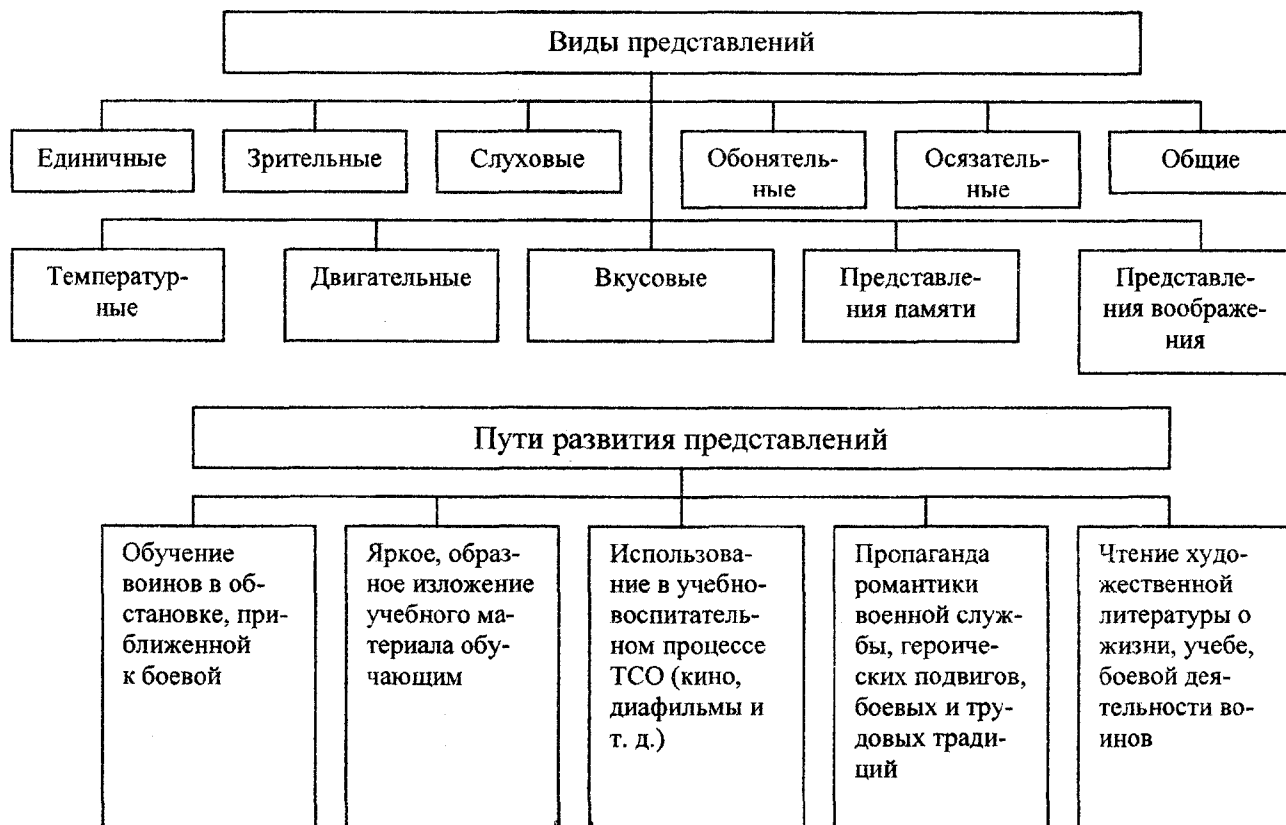 Виды представлений
Единичные
Зрительные
Слуховые
Обонятель-
ные
Осязатель-
ные
Общие
Температур-
ные
Двигательные
Вкусовые
Представле-
ния памяти
Представле-
ния воображе-
ния
Пути развития представлений
Обучение
воинов в об-
становке, при-
ближенной
к боевой
Яркое, образ-
ное изложение
учебного ма-
териала обу-
чающим
Использова-
ние в учебно-
воспитатель-
ном процессе
ТСО (кино,
диафильмы и
т. д.)
Пропаганда
романтики
военной служ-
бы, героиче-
ских подвигов,
боевых и тру-
довых тради-
ций
Чтение худо-
жественной
литературы о
жизни, учебе,
боевой дея-
тельности во-
инов